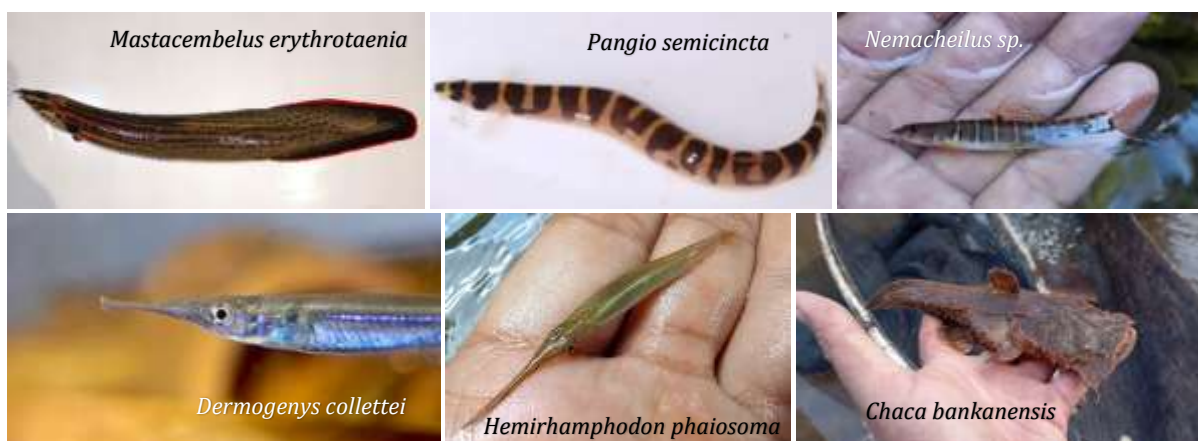 Mastacembelus erythrotaenia
Pangio semicincta
Nemacheilus sp.
Dermogenys collettei
Hemirhamphodon phaiosoma
Chaca bankanensis